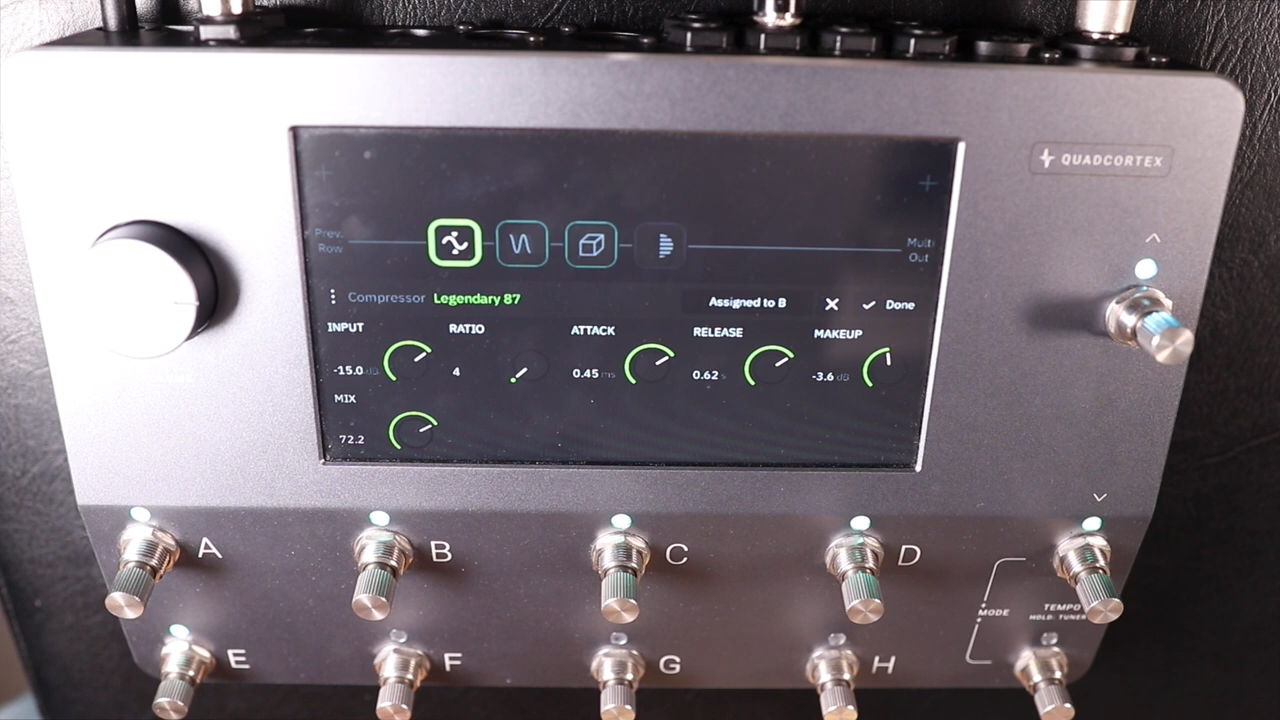 QUADCORTEX
Prev.
Row
Multi
Out
Compressor Legendary 87
Assigned to B
Done
INPUT RATIO ATTACK RELEASE MAKEUP
-15.0 dB 4 0.45 ms 0.62 s -3.6 dB
MIX
72.2
A B C D
MODE
TEMPO
HOLD: TUNER
E F G H